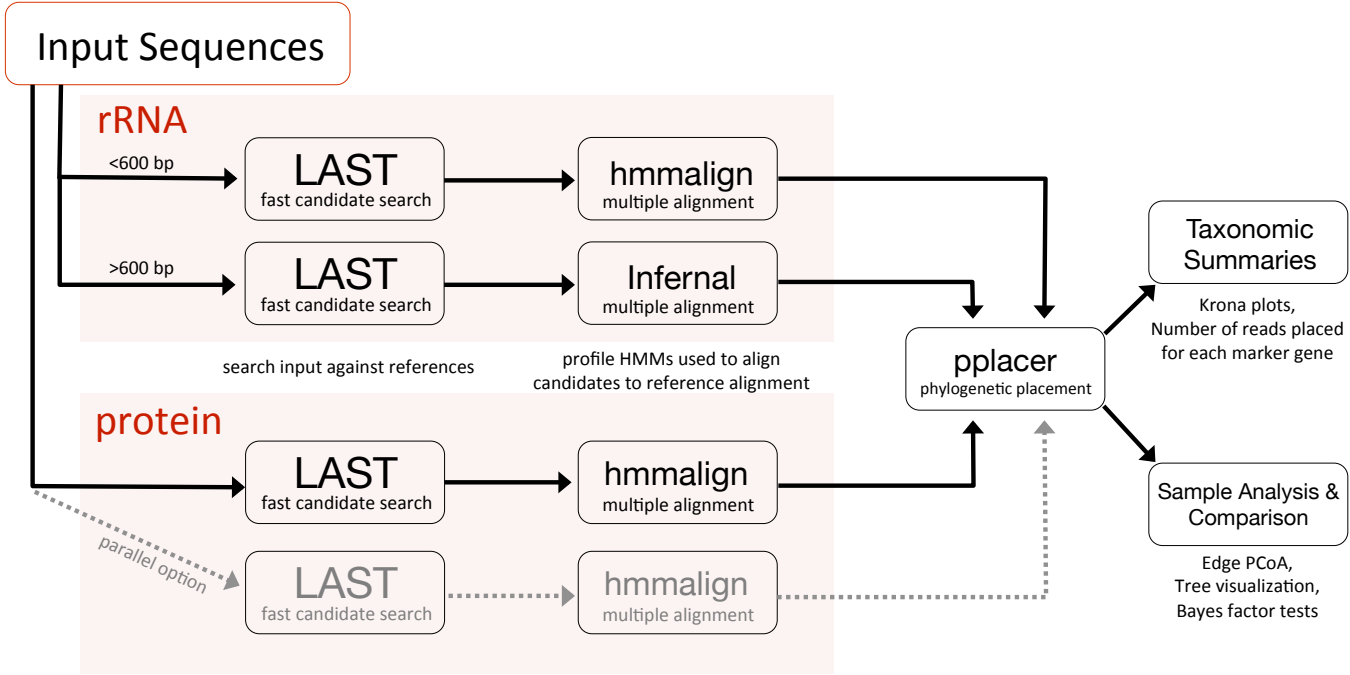 Input Sequences
rRNA
<600 bp
LAST
fast candidate search
hmmalign
multiple alignment
>600 bp
LAST
fast candidate search
Infernal
multiple alignment
search input against references
profile HMMs used to align
candidates to reference alignment
protein
LAST
fast candidate search
hmmalign
multiple alignment
parallel option
LAST
fast candidate search
hmmalign
multiple alignment
pplacer
phylogenetic placement
Taxonomic
Summaries
Krona plots,
Number of reads placed
for each marker gene
Sample Analysis &
Comparison
Edge PCoA,
Tree visualization,
Bayes factor tests